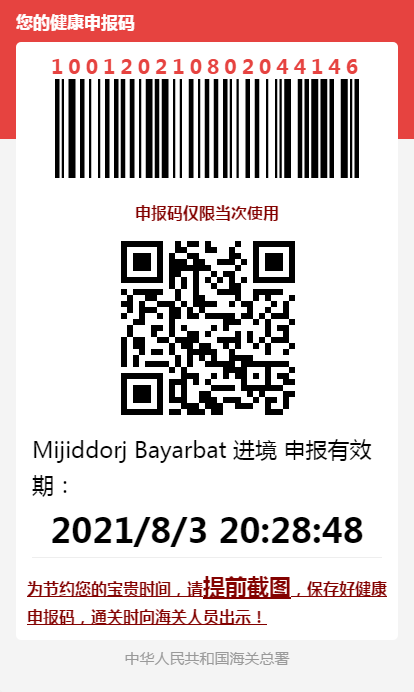 您的健康申报码
100120210802044146
申报码仅限当次使用
Mijiddorj Bayarbat 进境 申报有效
期：
2021/8/3 20:28:48
为节约您的宝贵时间，请提前截图，保存好健康
申报码，通关时向海关人员出示！
中华人民共和国海关总署